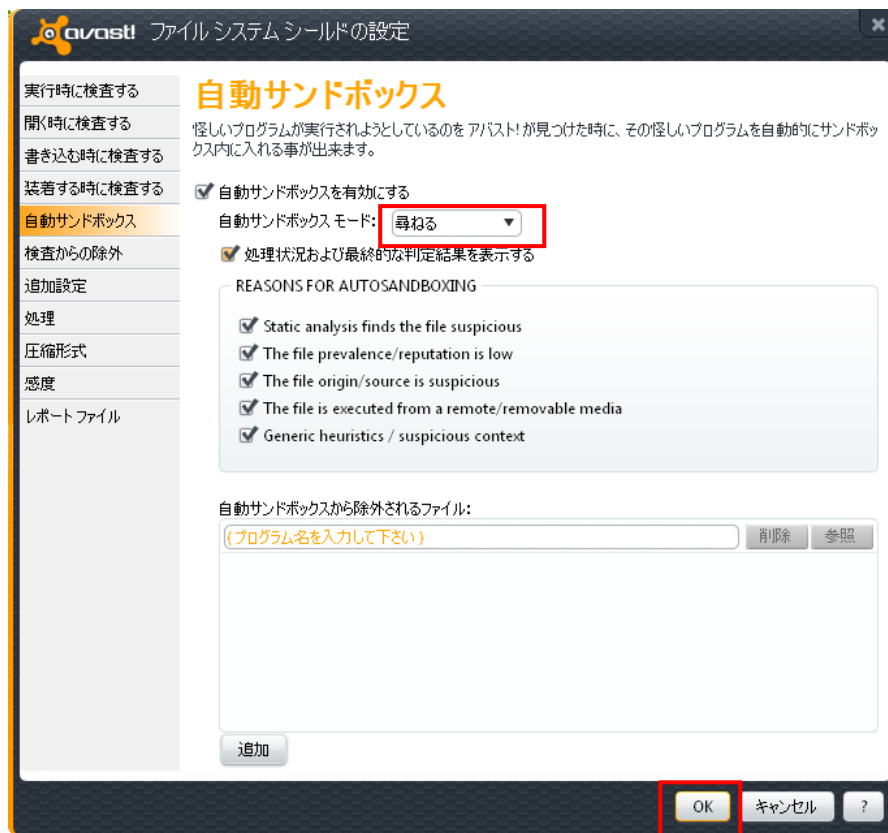 avast! ファイル システム シールドの設定
実行時に検査する
開く時に検査する
書き込む時に検査する
装着する時に検査する
自動サンドボックス
検査からの除外
追加設定
処理
圧縮形式
感度
レポート ファイル
自動サンドボックス
怪しいプログラムが実行されようとしているのを アバスト! が見つけた時に、その怪しいプログラムを自動的にサンドボッ
クス内に入れる事が出来ます。
自動サンドボックスを有効にする
自動サンドボックス モード: 尋ねる
処理状況および最終的な判定結果を表示する
REASONS FOR AUTOSANDBOXING
Static analysis finds the file suspicious
The file prevalence/reputation is low
The file origin/source is suspicious
The file is executed from a remote/removable media
Generic heuristics / suspicious context
自動サンドボックスから除外されるファイル:
(プログラム名を入力して下さい) 削除 参照
追加
OK キャンセル ?